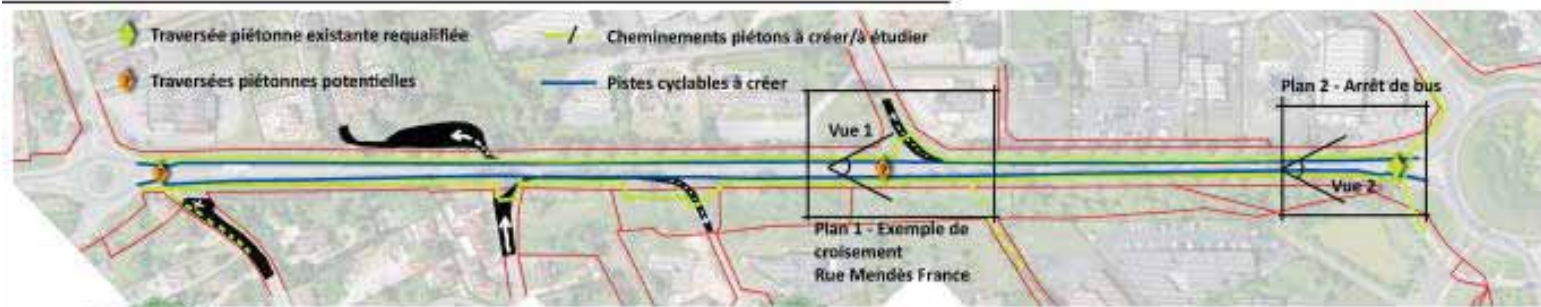 Traversée piétonne existante requalifiée
Cheminements piétons à créer/à étudier
Traversées piétonnes potentielles
Pistes cyclables à créer
Plan 2 - Arrêt de bus
Vue 1
Vue 2
Plan 1 - Exemple de
croisement
Rue Mendès France